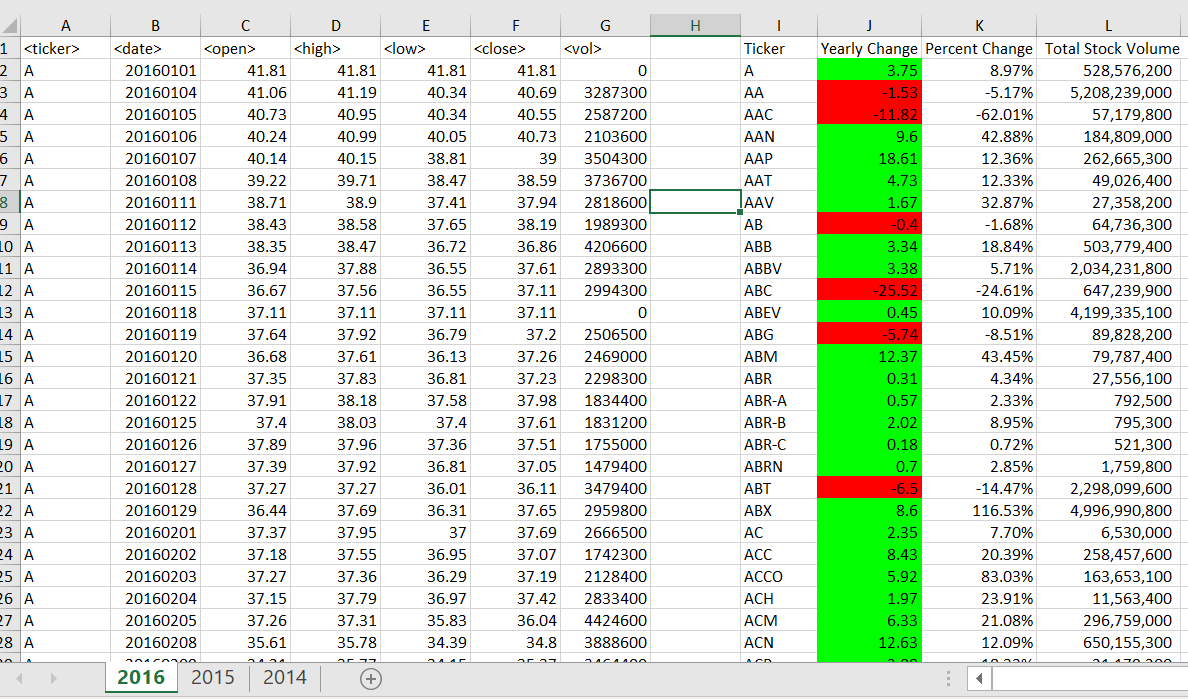 A B C D E F G H I J K L
1 <ticker> <date> <open> <high> <low> <close> <vol> Ticker Yearly Change Percent Change Total Stock Volume
2 A 20160101 41.81 41.81 41.81 41.81 0 A 3.75 8.97% 528,576,200
3 A 20160104 41.06 41.19 40.34 40.69 3287300 AA -1.53 -5.17% 5,208,239,000
4 A 20160105 40.73 40.95 40.34 40.55 2587200 AAC -11.82 -62.01% 57,179,800
5 A 20160106 40.24 40.99 40.05 40.73 2103600 AAN 9.6 42.88% 184,809,000
6 A 20160107 40.14 40.15 38.81 39 3504300 AAP 18.61 12.36% 262,665,300
7 A 20160108 39.22 39.71 38.47 38.59 3736700 AAT 4.73 12.33% 49,026,400
8 A 20160111 38.71 38.9 37.41 37.94 2818600 AAV 1.67 32.87% 27,358,200
9 A 20160112 38.43 38.58 37.65 38.19 1989300 AB -0.4 -1.68% 64,736,300
10 A 20160113 38.35 38.47 36.72 36.86 4206600 ABB 3.34 18.84% 503,779,400
11 A 20160114 36.94 37.88 36.55 37.61 2893300 ABBV 3.38 5.71% 2,034,231,800
12 A 20160115 36.67 37.56 36.55 37.11 2994300 ABC -25.52 -24.61% 647,239,900
13 A 20160118 37.11 37.11 37.11 37.11 0 ABEV 0.45 10.09% 4,199,335,100
14 A 20160119 37.64 37.92 36.79 37.2 2506500 ABG -5.74 -8.51% 89,828,200
15 A 20160120 36.68 37.61 36.13 37.26 2469000 ABM 12.37 43.45% 79,787,400
16 A 20160121 37.35 37.83 36.81 37.23 2298300 ABR 0.31 4.34% 27,556,100
17 A 20160122 37.91 38.18 37.58 37.98 1834400 ABR-A 0.57 2.33% 792,500
18 A 20160125 37.4 38.03 37.4 37.61 1831200 ABR-B 2.02 8.95% 795,300
19 A 20160126 37.89 37.96 37.36 37.51 1755000 ABR-C 0.18 0.72% 521,300
20 A 20160127 37.39 37.92 36.81 37.05 1479400 ABRN 0.7 2.85% 1,759,800
21 A 20160128 37.27 37.27 36.01 36.11 3479400 ABT -6.5 -14.47% 2,298,099,600
22 A 20160129 36.44 37.69 36.31 37.65 2959800 ABX 8.6 116.53% 4,996,990,800
23 A 20160201 37.37 37.95 37 37.69 2666500 AC 2.35 7.70% 6,530,000
24 A 20160202 37.18 37.55 36.95 37.07 1742300 ACC 8.43 20.39% 258,457,600
25 A 20160203 37.27 37.36 36.29 37.19 2128400 ACCO 5.92 83.03% 163,653,100
26 A 20160204 37.15 37.79 36.97 37.42 2833400 ACH 1.97 23.91% 11,563,400
27 A 20160205 37.26 37.31 35.83 36.04 4424600 ACM 6.33 21.08% 296,759,000
28 A 20160208 35.61 35.78 34.39 34.8 3888600 ACN 12.63 12.09% 650,155,300
2016 2015 2014